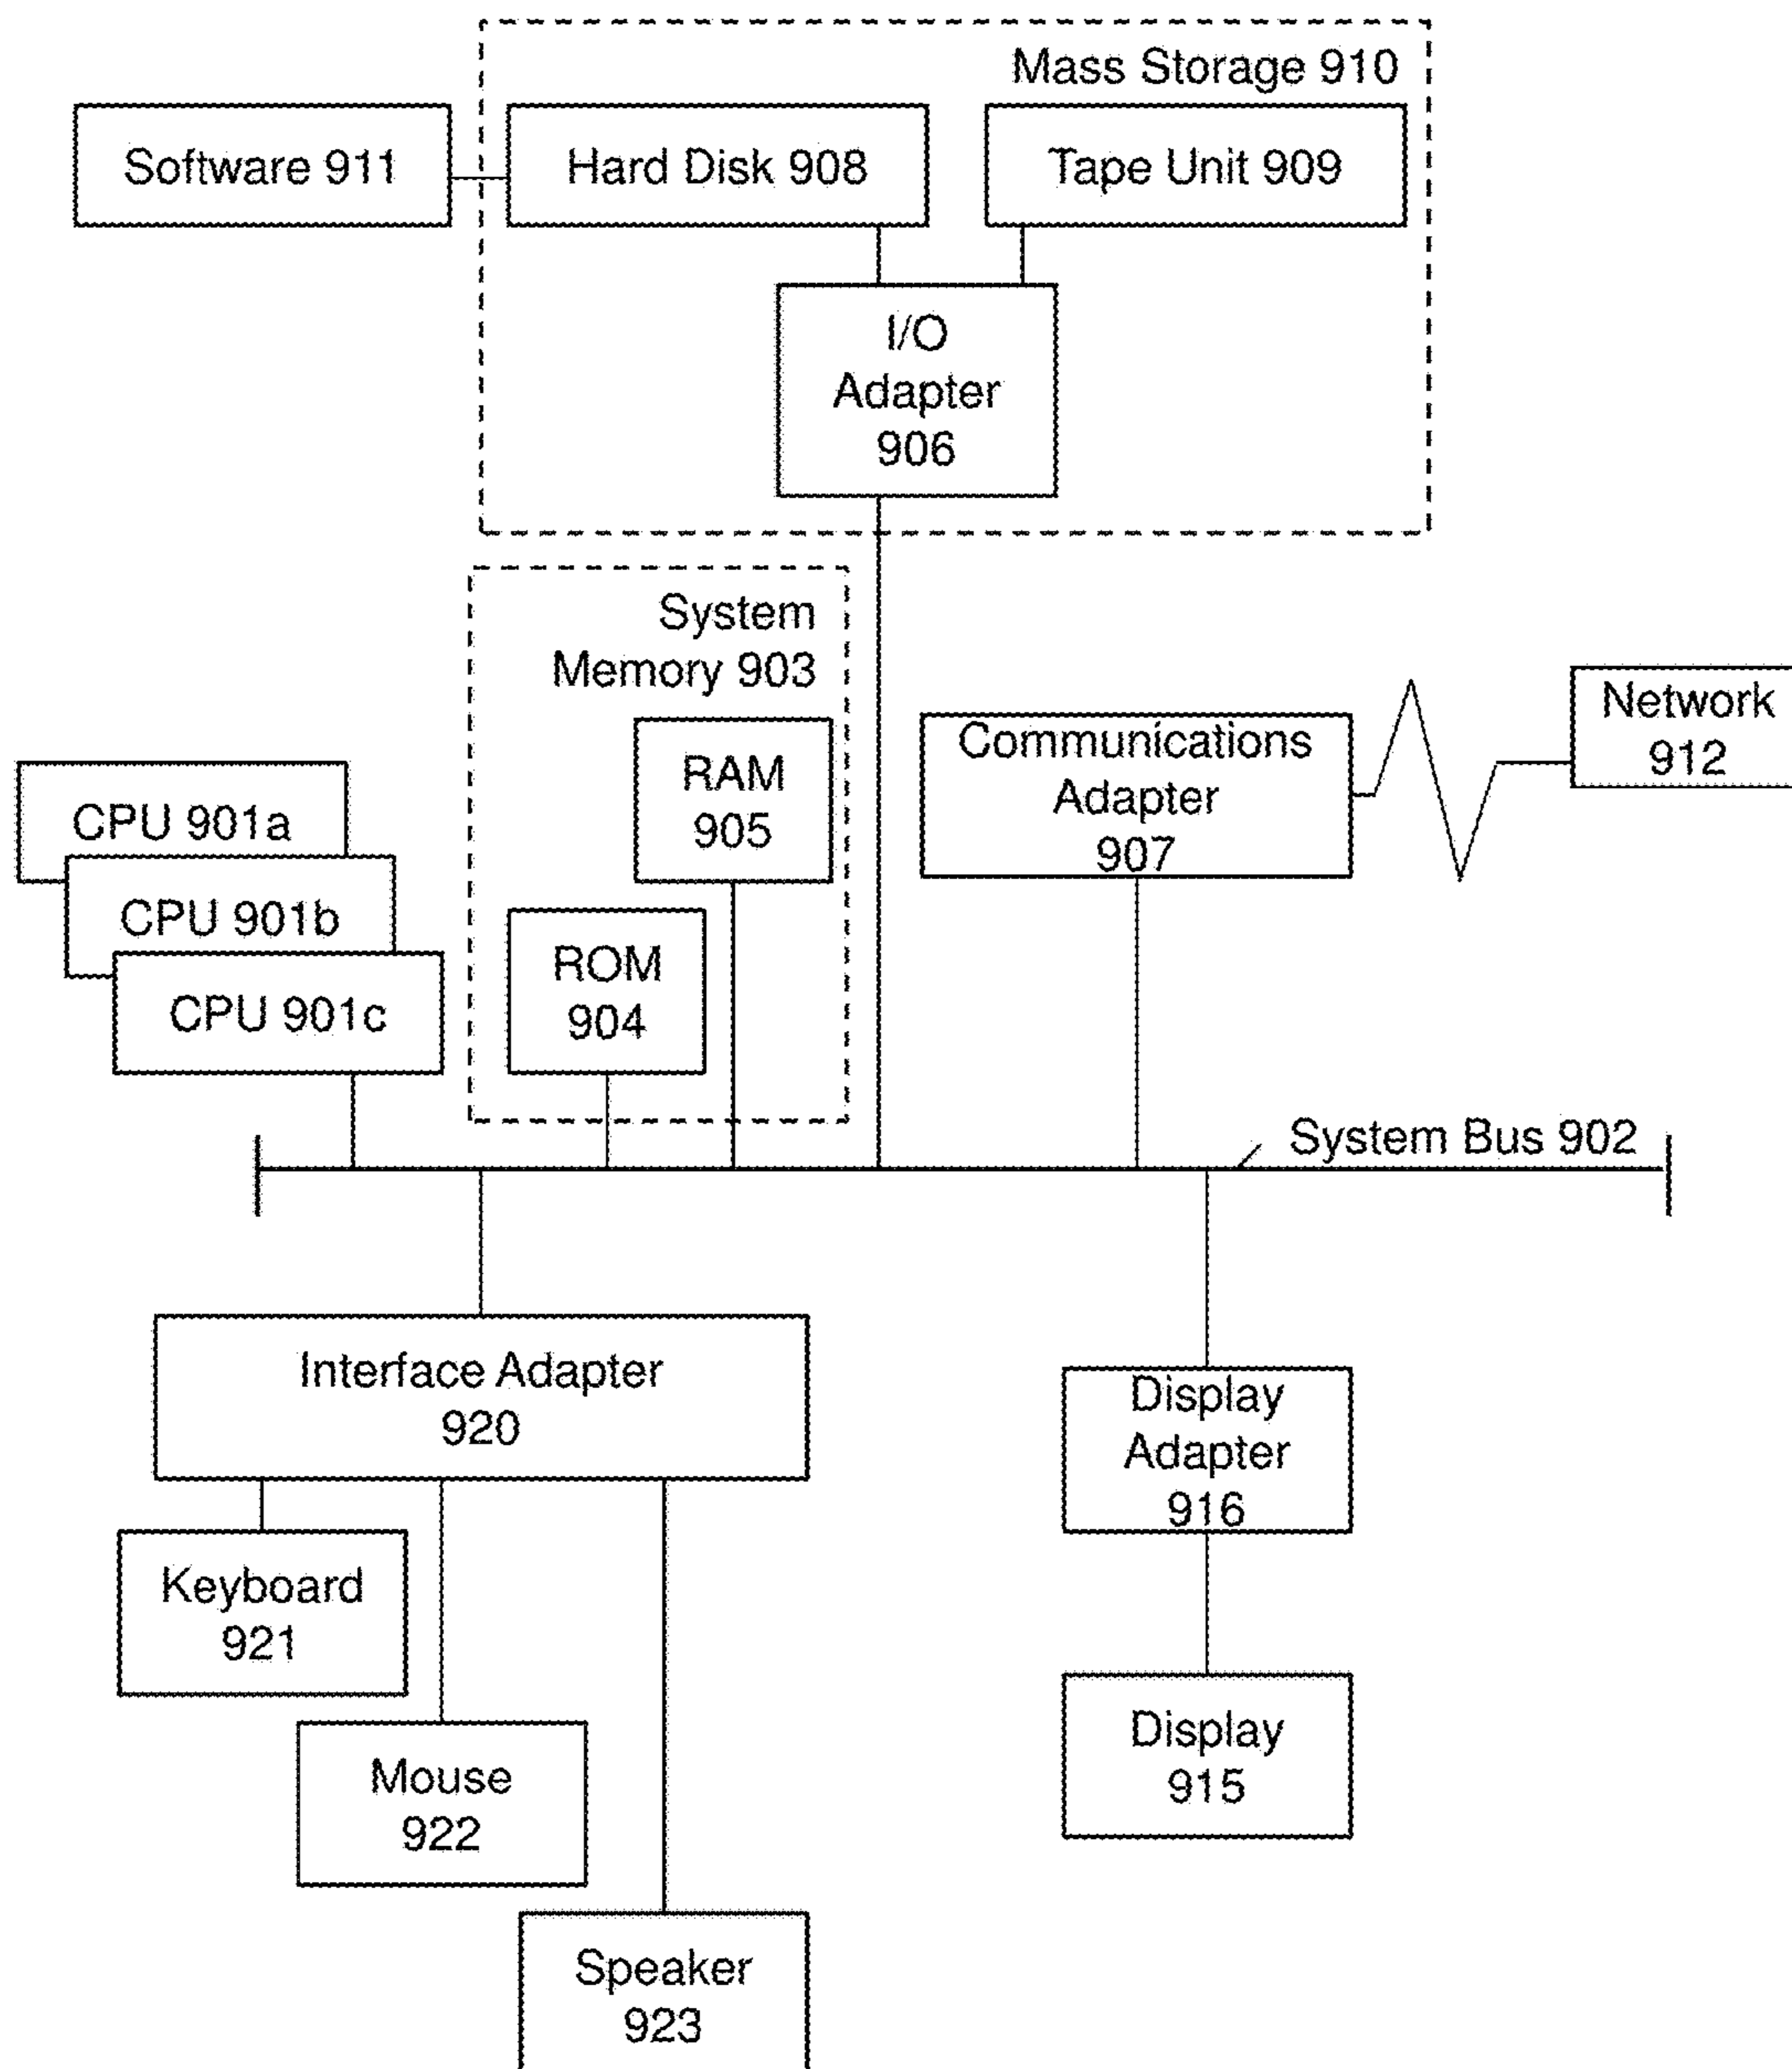 Mass Storage 910
Software 911
Hard Disk 908
Tape Unit 909
I/O
Adapter
906
System
Memory 903
RAM
905
ROM
904
Communications
Adapter
907
Network
912
CPU 901a
CPU 901b
CPU 901c
System Bus 902
Interface Adapter
920
Display
Adapter
916
Keyboard
921
Mouse
922
Display
915
Speaker
923